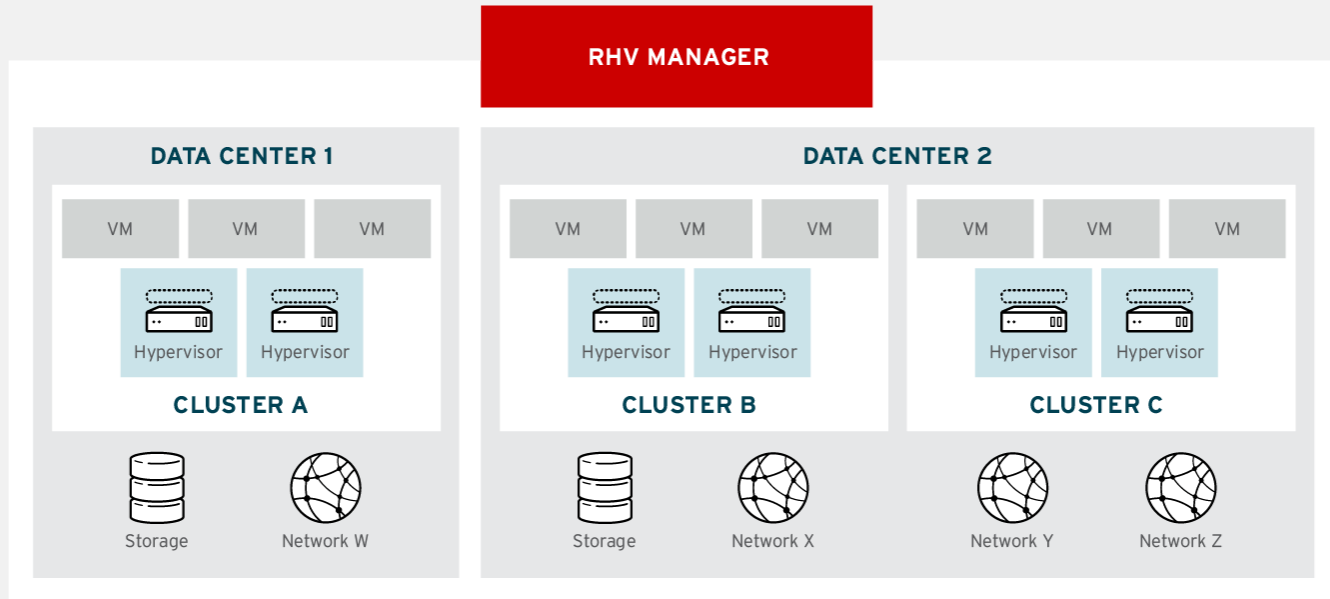 RHV MANAGER
DATA CENTER 1
VM VM VM
Hypervisor Hypervisor
CLUSTER A
Storage Network W
DATA CENTER 2
VM VM VM
Hypervisor Hypervisor
CLUSTER B
VM VM VM
Hypervisor Hypervisor
CLUSTER C
Storage Network X Network Y Network Z